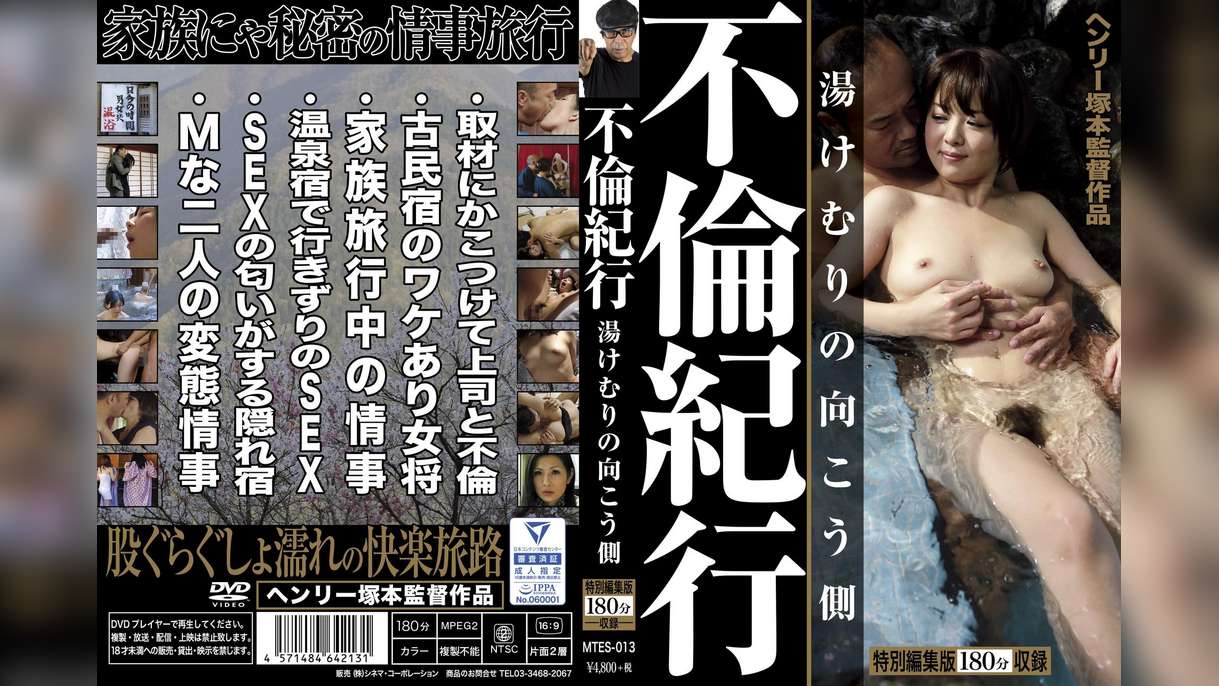 家族にゃ秘密の情事旅行
・取材にかこつけて上司と不倫
・古民宿のワケあり女将
・家族旅行中の情事
・温泉宿で行きずりのSEX
・SEXの匂いがする隠れ宿
・Mな二人の変態情事
混浴
股ぐらぐしょ濡れの快楽旅路
DVD
VIDEO
ヘンリー塚本監督作品
審査済証
成人指定
IPPA
No.060001
DVDプレイヤーで再生してください。
複製・放送・配信・上映は禁止致します。
18才未満への販売・貸出・映示を禁じます。
4 571484 642131
180分
MPEG2
カラー
複製不能
NTSC
16:9
片面2層
販売 (株)シネマ・コーポレーション 商品のお問合せ TEL03-3468-2067
不倫紀行
湯けむりの向こう側
特別編集版
180分
収録
MTES-013
¥4,800+税
不倫紀行
湯けむりの向こう側
ヘンリー塚本監督作品
特別編集版 180分 収録